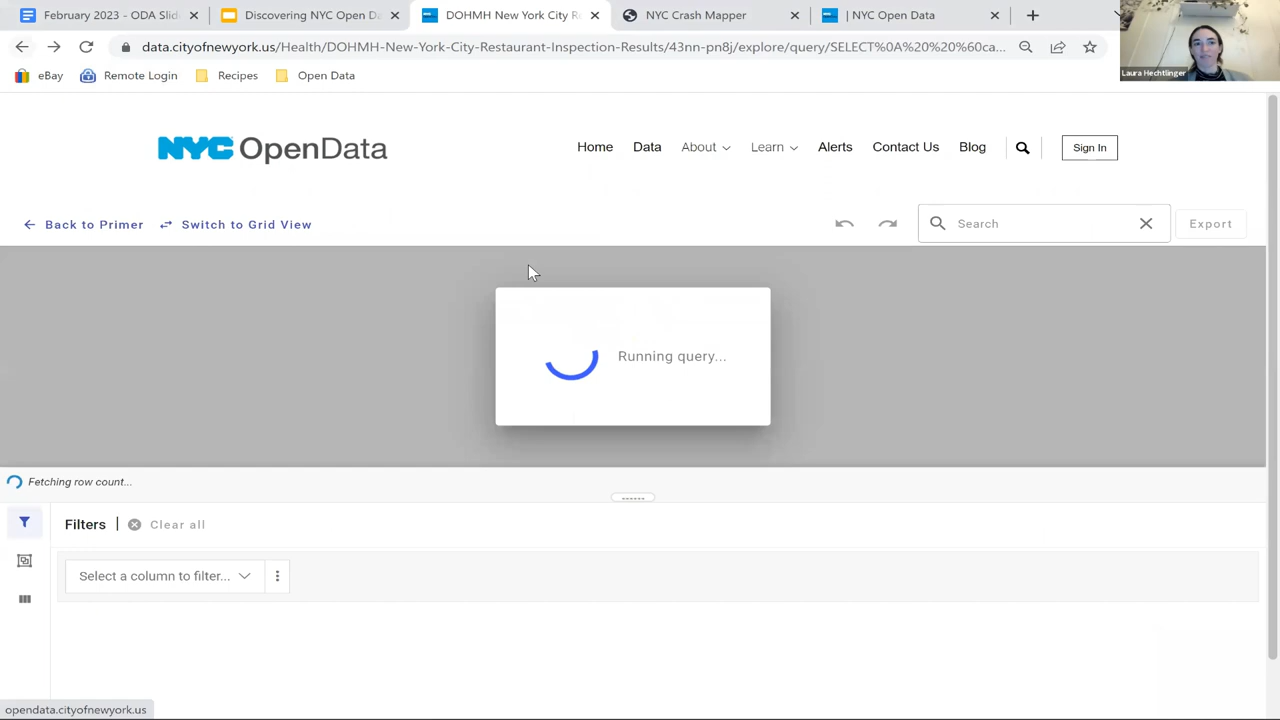 February 2023 - ODA Slid
Discovering NYC Open Da
DOHMH New York City Re
NYC Crash Mapper
| NYC Open Data
data.cityofnewyork.us/Health/DOHMH-New-York-City-Restaurant-Inspection-Results/43nn-pn8j/explore/query/SELECT%0A%20%20%60ca...
eBay
Remote Login
Recipes
Open Data
Laura Hechtlinger
NYC OpenData
Home
Data
About
Learn
Alerts
Contact Us
Blog
Sign In
Back to Primer
Switch to Grid View
Search
Export
Running query...
Fetching row count...
Filters | Clear all
Select a column to filter...
opendata.cityofnewyork.us